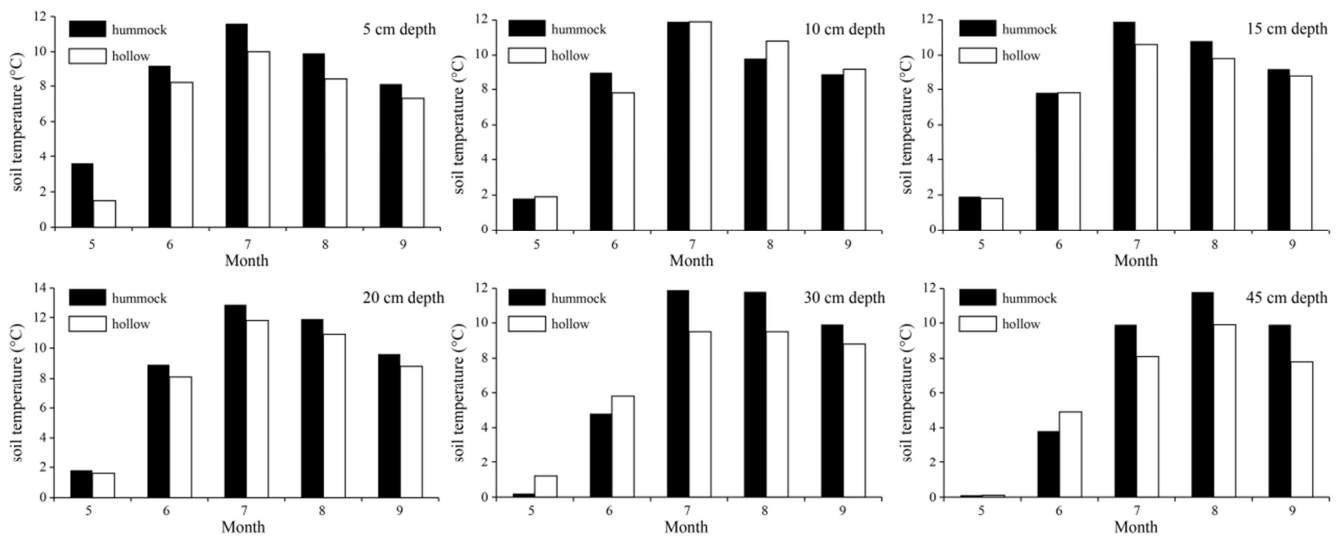 12
10
8
6
4
2
0
hummock
hollow
5 cm depth
soil temperature (°C)
5 6 7 8 9
Month
12
10
8
6
4
2
0
hummock
hollow
10 cm depth
soil temperature (°C)
5 6 7 8 9
Month
12
10
8
6
4
2
0
hummock
hollow
15 cm depth
soil temperature (°C)
5 6 7 8 9
Month
14
12
10
8
6
4
2
0
hummock
hollow
20 cm depth
soil temperature (°C)
5 6 7 8 9
Month
12
10
8
6
4
2
0
hummock
hollow
30 cm depth
soil temperature (°C)
5 6 7 8 9
Month
12
10
8
6
4
2
0
hummock
hollow
45 cm depth
soil temperature (°C)
5 6 7 8 9
Month